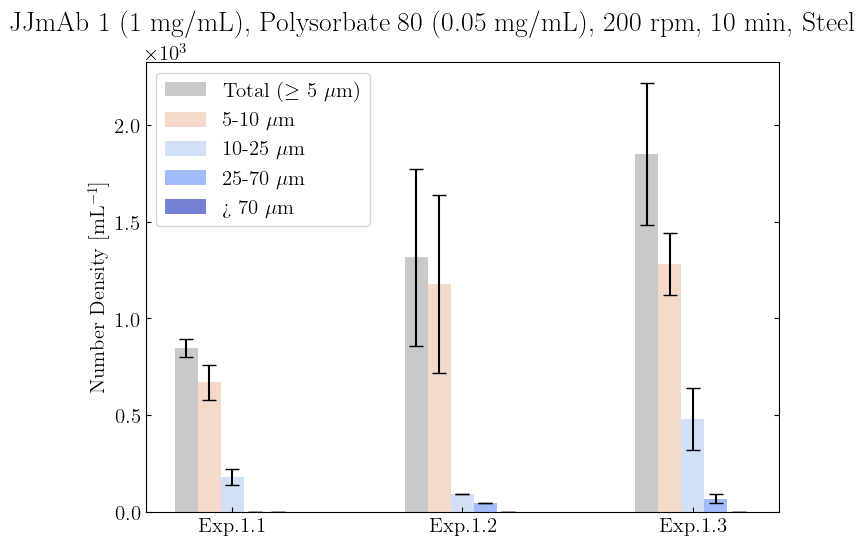 JJmAb 1 (1 mg/mL), Polysorbate 80 (0.05 mg/mL), 200 rpm, 10 min, Steel
×10³
Total (≥ 5 μm)
5-10 μm
10-25 μm
25-70 μm
¿ 70 μm
2.0
1.5
1.0
0.5
0.0
Number Density [mL⁻¹]
Exp.1.1
Exp.1.2
Exp.1.3